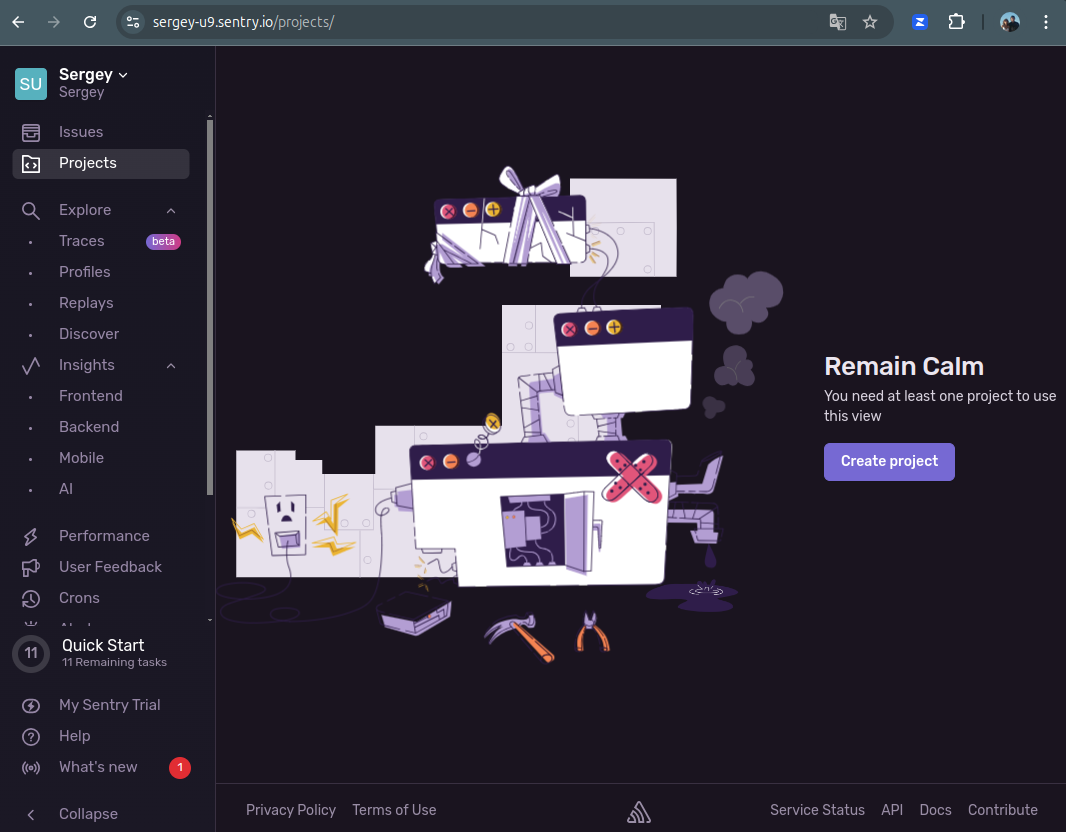 sergey-u9.sentry.io/projects/
SU
Sergey
Sergey
Issues
Projects
Explore
Traces beta
Profiles
Replays
Discover
Insights
Frontend
Backend
Mobile
AI
Performance
User Feedback
Crons
11
Quick Start
11 Remaining tasks
My Sentry Trial
Help
What's new 1
Collapse
Remain Calm
You need at least one project to use
this view
Create project
Privacy Policy Terms of Use
Service Status API Docs Contribute